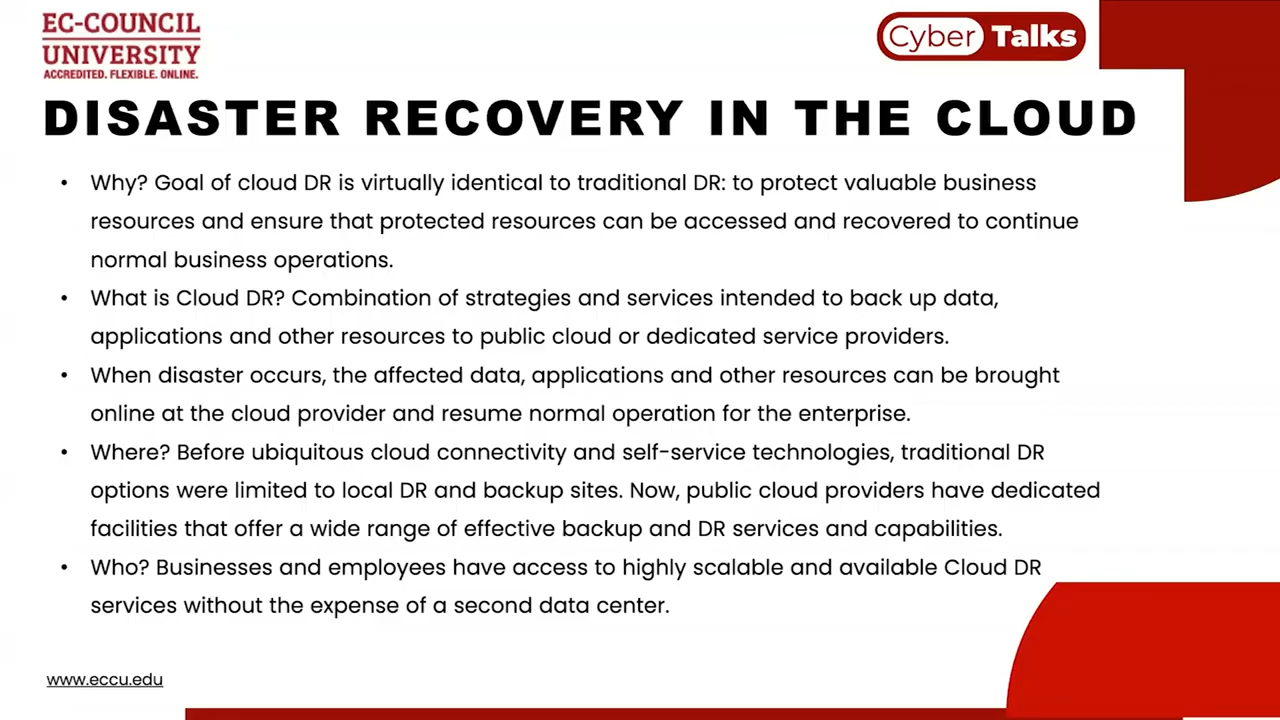 EC-COUNCIL
UNIVERSITY
ACCREDITED. FLEXIBLE. ONLINE.
Cyber Talks
DISASTER RECOVERY IN THE CLOUD
• Why? Goal of cloud DR is virtually identical to traditional DR: to protect valuable business
resources and ensure that protected resources can be accessed and recovered to continue
normal business operations.
• What is Cloud DR? Combination of strategies and services intended to back up data,
applications and other resources to public cloud or dedicated service providers.
• When disaster occurs, the affected data, applications and other resources can be brought
online at the cloud provider and resume normal operation for the enterprise.
• Where? Before ubiquitous cloud connectivity and self-service technologies, traditional DR
options were limited to local DR and backup sites. Now, public cloud providers have dedicated
facilities that offer a wide range of effective backup and DR services and capabilities.
• Who? Businesses and employees have access to highly scalable and available Cloud DR
services without the expense of a second data center.
www.eccu.edu